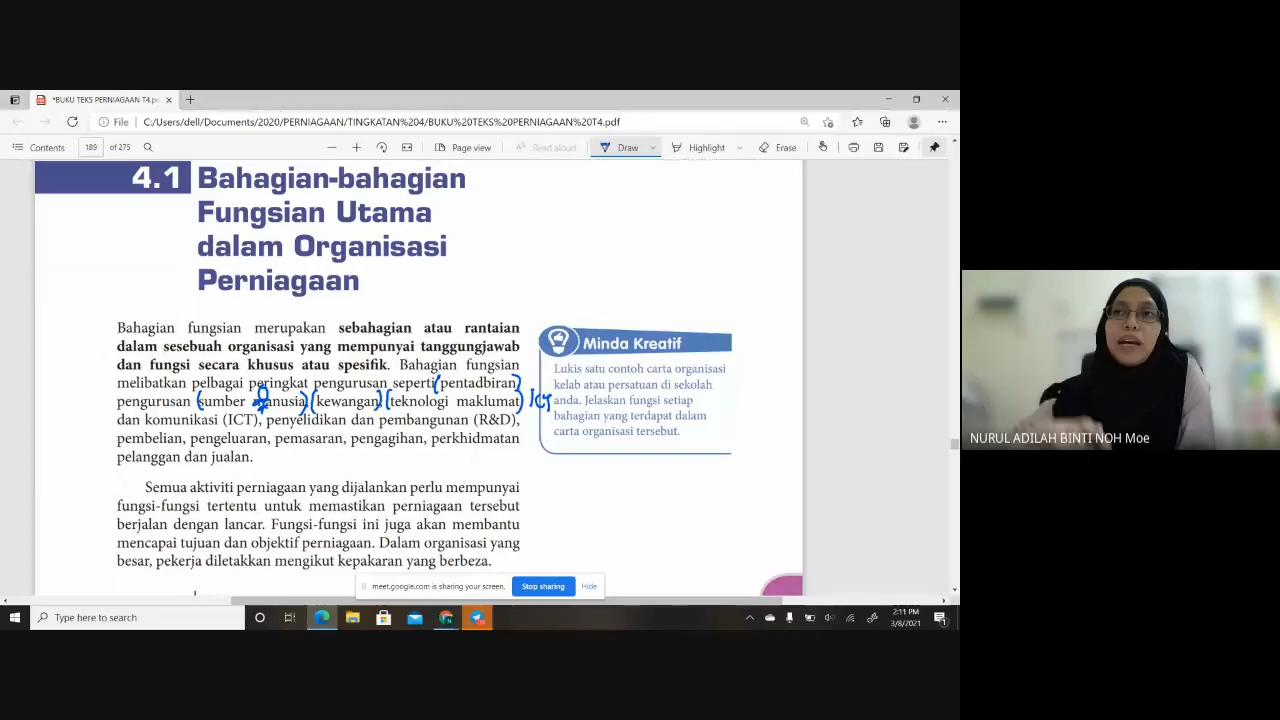 *BUKU TEKS PERNIAGAAN T4.pdf
File C:/Users/dell/Documents/2020/PERNIAGAAN/TINGKATAN%204/BUKU%20TEKS%20PERNIAGAAN%20T4.pdf
Contents 189 of 275 Page view Read aloud Draw Highlight Erase
4.1 Bahagian-bahagian
Fungsian Utama
dalam Organisasi
Perniagaan
Bahagian fungsian merupakan sebahagian atau rantaian
dalam sesebuah organisasi yang mempunyai tanggungjawab
dan fungsi secara khusus atau spesifik. Bahagian fungsian
melibatkan pelbagai peringkat pengurusan seperti pentadbiran,
pengurusan sumber manusia, kewangan, teknologi maklumat ICT
dan komunikasi (ICT), penyelidikan dan pembangunan (R&D),
pembelian, pengeluaran, pemasaran, pengagihan, perkhidmatan
pelanggan dan jualan.
Semua aktiviti perniagaan yang dijalankan perlu mempunyai
fungsi-fungsi tertentu untuk memastikan perniagaan tersebut
berjalan dengan lancar. Fungsi-fungsi ini juga akan membantu
mencapai tujuan dan objektif perniagaan. Dalam organisasi yang
besar, pekerja diletakkan mengikut kepakaran yang berbeza.
Minda Kreatif
Lukis satu contoh carta organisasi
kelab atau persatuan di sekolah
anda. Jelaskan fungsi setiap
bahagian yang terdapat dalam
carta organisasi tersebut.
NURUL ADILAH BINTI NOH Moe
meet.google.com is sharing your screen. Stop sharing Hide
Type here to search
2:11 PM
3/8/2021